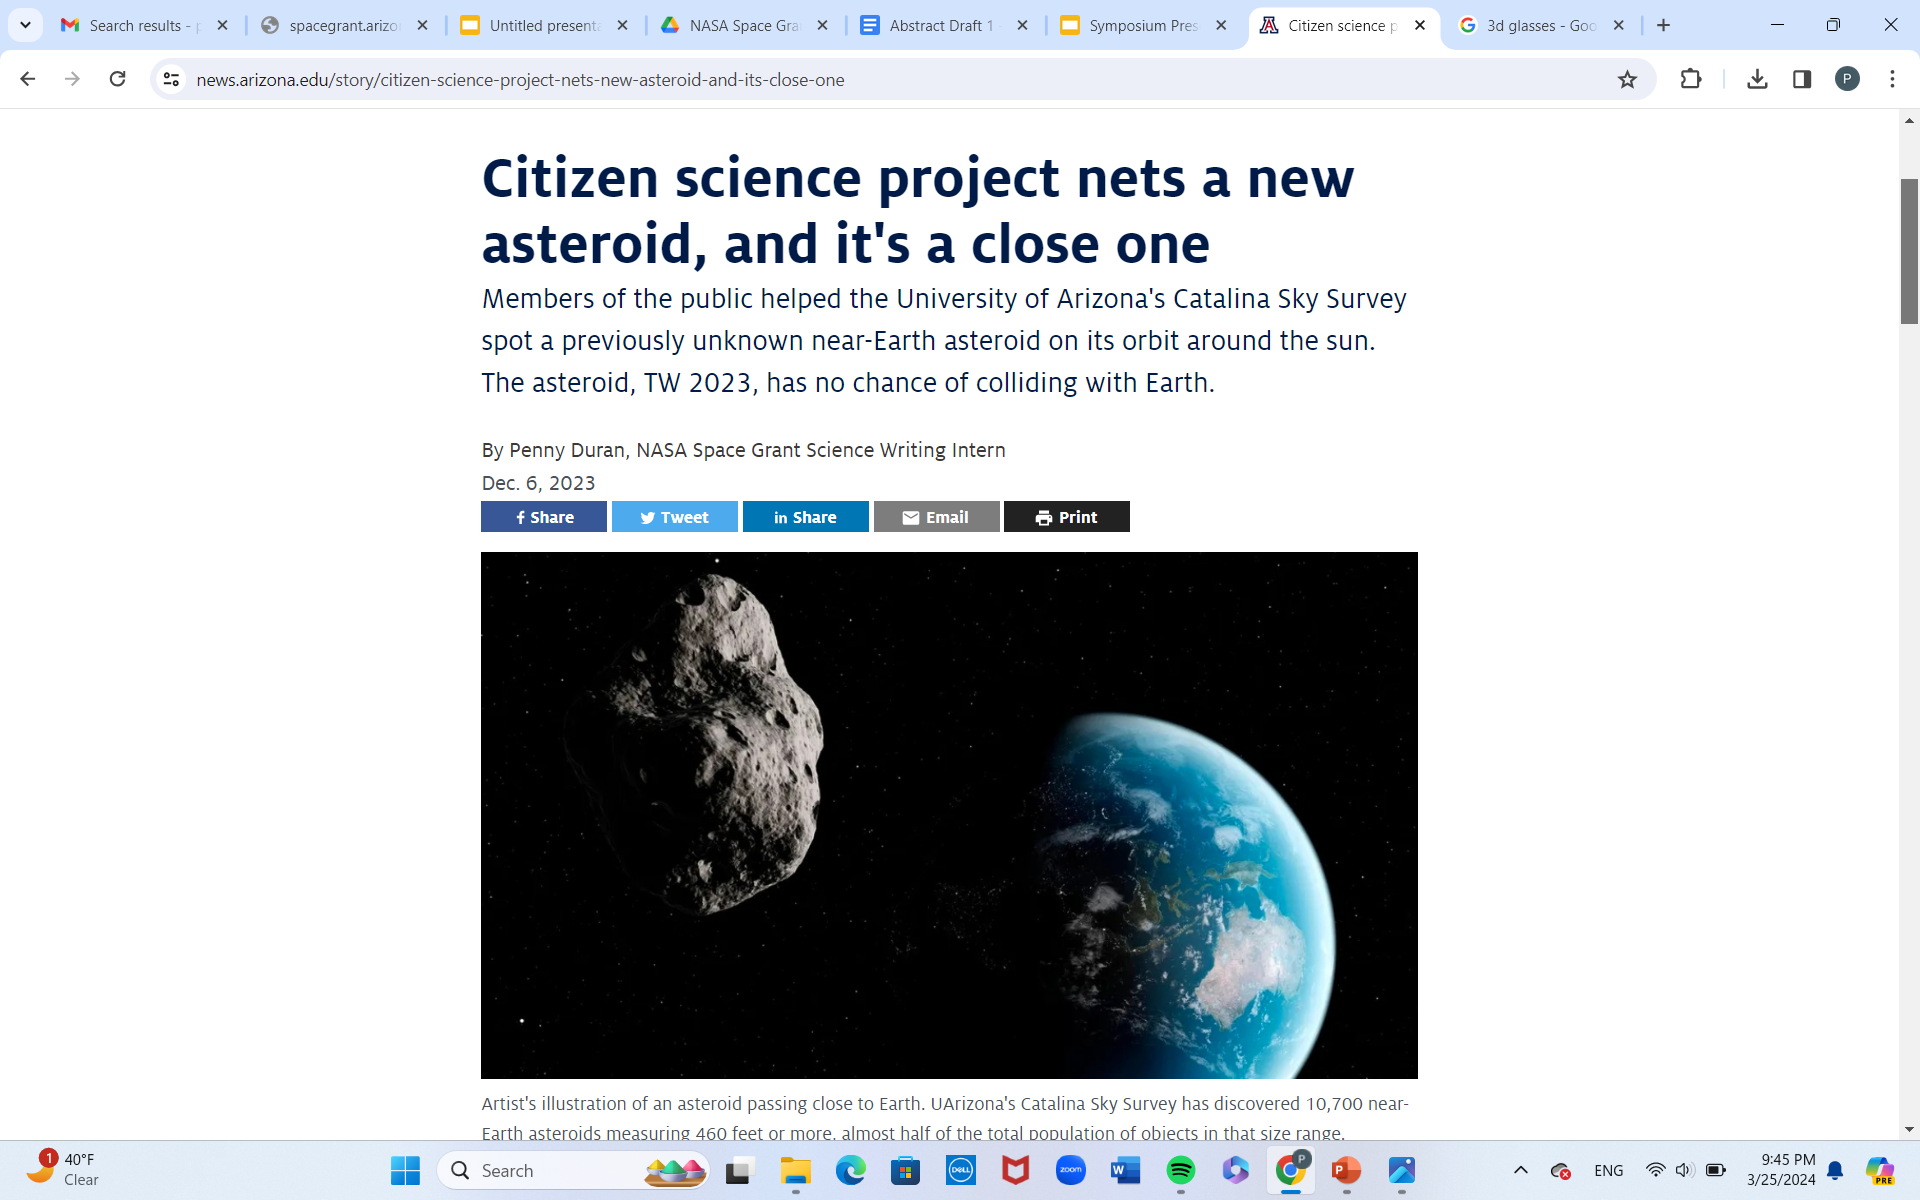 Search results - p
spacegrant.arizo
Untitled presenta
NASA Space Gra
Abstract Draft 1
Symposium Pres
Citizen science p
3d glasses - Goo
news.arizona.edu/story/citizen-science-project-nets-new-asteroid-and-its-close-one
P
Citizen science project nets a new
asteroid, and it's a close one
Members of the public helped the University of Arizona's Catalina Sky Survey
spot a previously unknown near-Earth asteroid on its orbit around the sun.
The asteroid, TW 2023, has no chance of colliding with Earth.
By Penny Duran, NASA Space Grant Science Writing Intern
Dec. 6, 2023
f Share
Tweet
in Share
Email
Print
Artist's illustration of an asteroid passing close to Earth. UArizona's Catalina Sky Survey has discovered 10,700 near-
Earth asteroids measuring 460 feet or more, almost half of the total population of objects in that size range.
1
40°F
Clear
Search
DELL
zoom
W
P
P
ENG
9:45 PM
3/25/2024
PRE